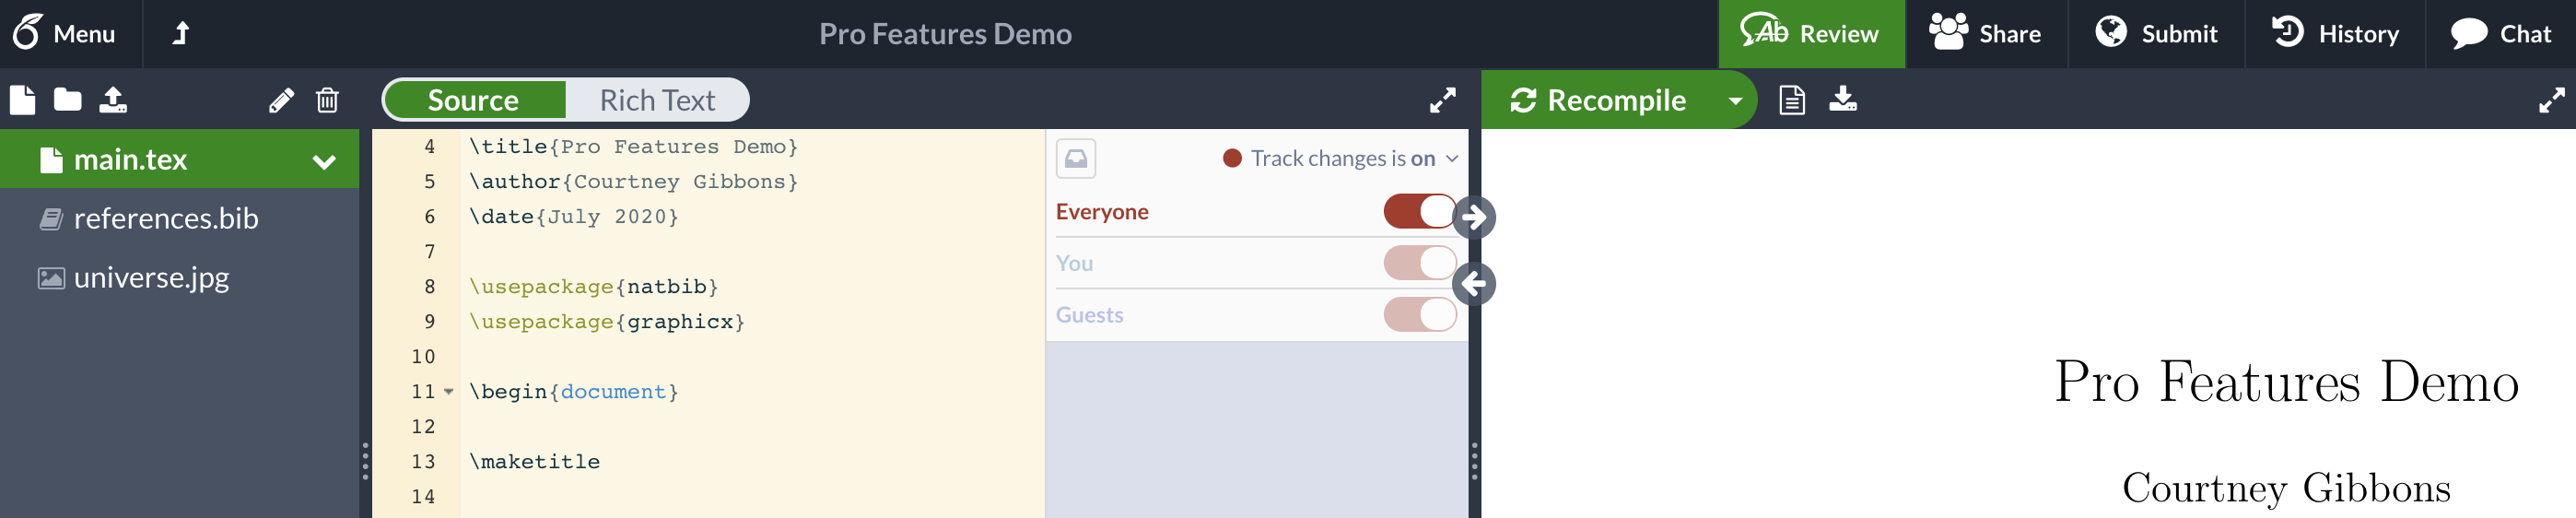 Menu
Pro Features Demo
Ab Review
Share
Submit
History
Chat
Source
Rich Text
Recompile
main.tex
references.bib
universe.jpg
4 \title{Pro Features Demo}
5 \author{Courtney Gibbons}
6 \date{July 2020}
7
8 \usepackage{natbib}
9 \usepackage{graphicx}
10
11 \begin{document}
12
13 \maketitle
14
Track changes is on
Everyone
You
Guests
Pro Features Demo
Courtney Gibbons